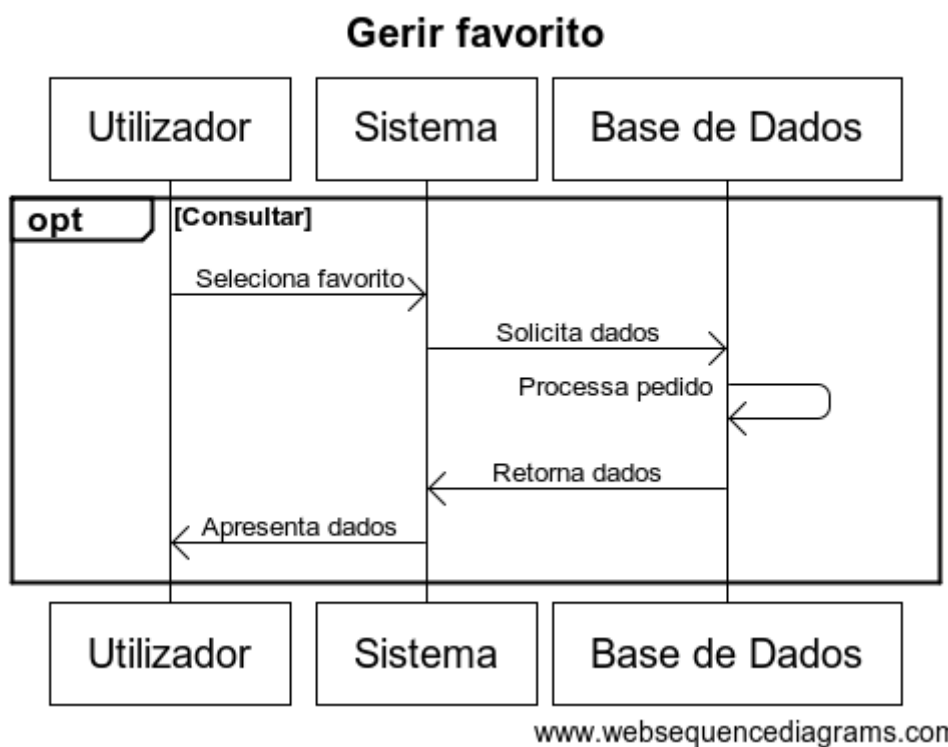 Gerir favorito
Utilizador
Sistema
Base de Dados
opt
[Consultar]
Seleciona favorito
Solicita dados
Processa pedido
Retorna dados
Apresenta dados
Utilizador
Sistema
Base de Dados
www.websequencediagrams.con